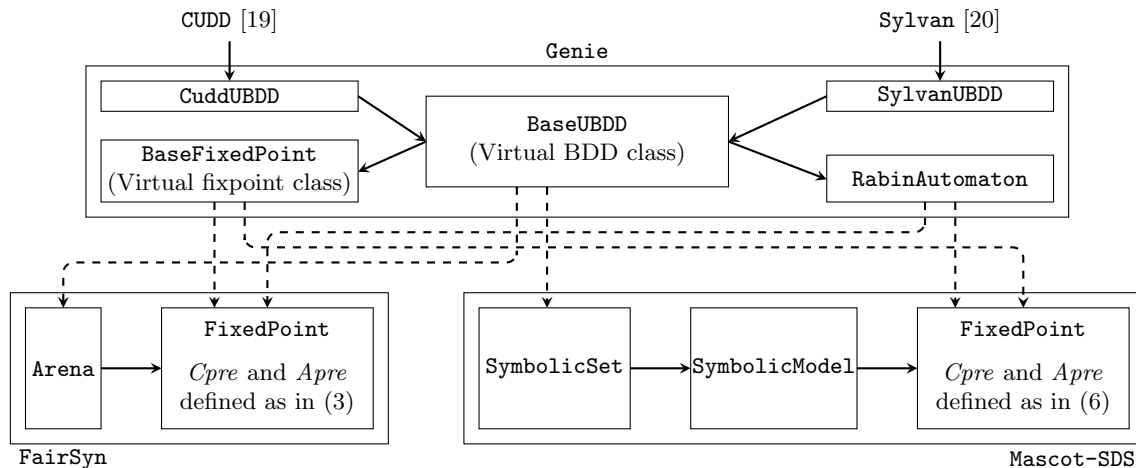 CUDD [19]
Sylvan [20]
Genie
CuddUBDD
SylvanUBDD
BaseUBDD
(Virtual BDD class)
BaseFixedPoint
(Virtual fixpoint class)
RabinAutomaton
Arena
FixedPoint
Cpre and Apre
defined as in (3)
SymbolicSet
SymbolicModel
FixedPoint
Cpre and Apre
defined as in (6)
FairSyn
Mascot-SDS